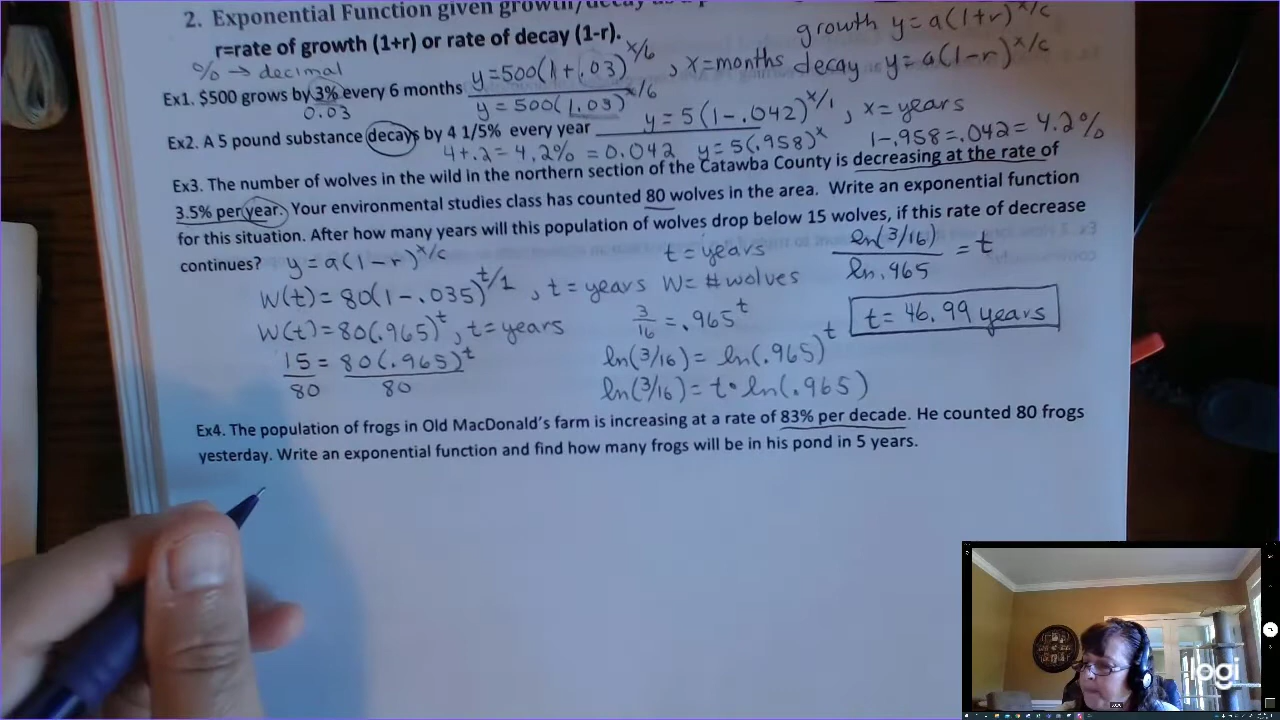 2. Exponential Function given growth/decay as a p
growth y = a(1+r)^x/c
r=rate of growth (1+r) or rate of decay (1-r).
decay y = a(1-r)^x/c
% → decimal
Ex1. $500 grows by 3% every 6 months y = 500(1+.03)^x/6, x=months
0.03 y = 500(1.03)^x/6
Ex2. A 5 pound substance decays by 4 1/5% every year y = 5(1-.042)^x/1, x = years
4+.2 = 4.2% = 0.042 y = 5(.958)^x 1-.958=.042 = 4.2%
Ex3. The number of wolves in the wild in the northern section of the Catawba County is decreasing at the rate of
3.5% per year. Your environmental studies class has counted 80 wolves in the area. Write an exponential function
for this situation. After how many years will this population of wolves drop below 15 wolves, if this rate of decrease
continues? y = a(1-r)^x/c
t = years
W = # wolves
W(t) = 80(1-.035)^t/1, t = years
W(t) = 80(.965)^t, t = years
15/80 = 80(.965)^t/80
3/16 = .965^t
ln(3/16) = ln(.965)^t
ln(3/16) = t•ln(.965)
ln(3/16)/ln.965 = t
t = 46.99 years
Ex4. The population of frogs in Old MacDonald's farm is increasing at a rate of 83% per decade. He counted 80 frogs
yesterday. Write an exponential function and find how many frogs will be in his pond in 5 years.
logi